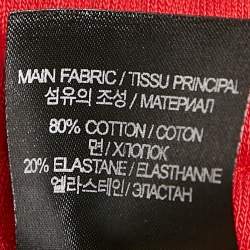 MAIN FABRIC / TISSU PRINCIPAL
섬유의 조성 / МАТЕРИАЛ
80% COTTON / COTON
면 / ХЛОПОК
20% ELASTANE / ELASTHANNE
엘라스테인 / ЭЛАСТАН